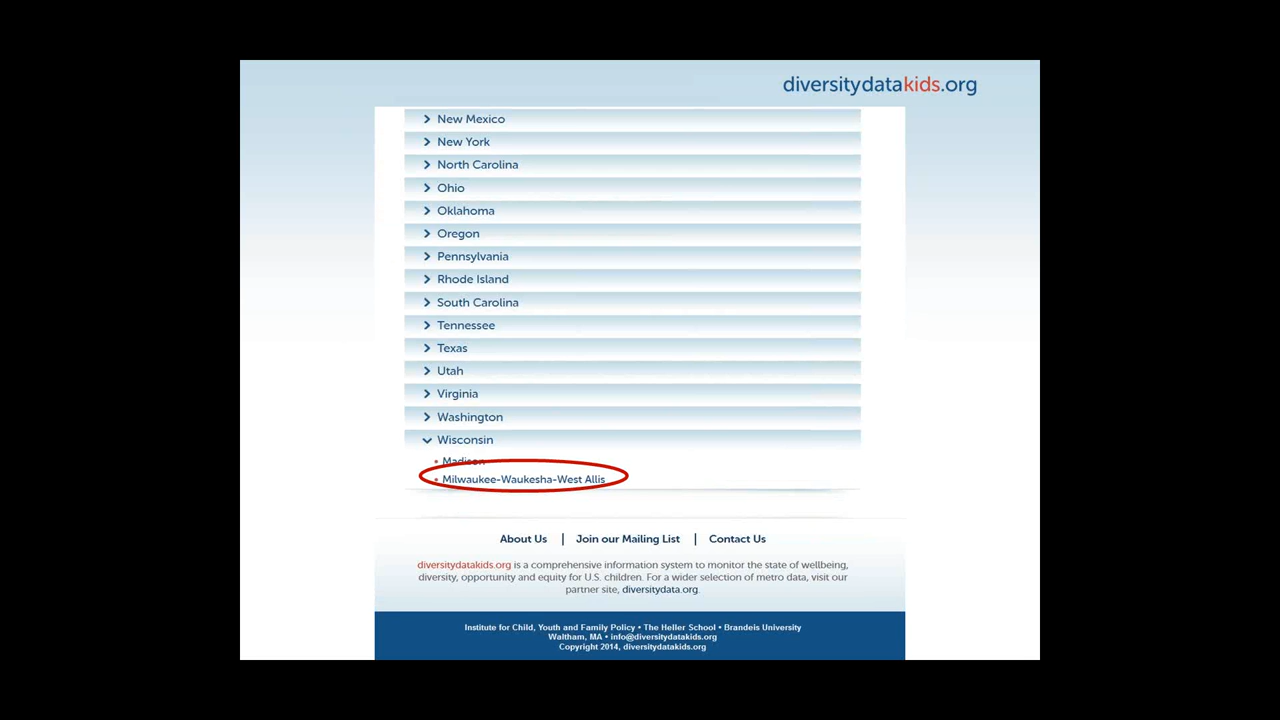 diversitydatakids.org
New Mexico
New York
North Carolina
Ohio
Oklahoma
Oregon
Pennsylvania
Rhode Island
South Carolina
Tennessee
Texas
Utah
Virginia
Washington
Wisconsin
• Madison
• Milwaukee-Waukesha-West Allis
About Us | Join our Mailing List | Contact Us
diversitydatakids.org is a comprehensive information system to monitor the state of wellbeing,
diversity, opportunity and equity for U.S. children. For a wider selection of metro data, visit our
partner site, diversitydata.org.
Institute for Child, Youth and Family Policy • The Heller School • Brandeis University
Waltham, MA • info@diversitydatakids.org
Copyright 2014, diversitydatakids.org